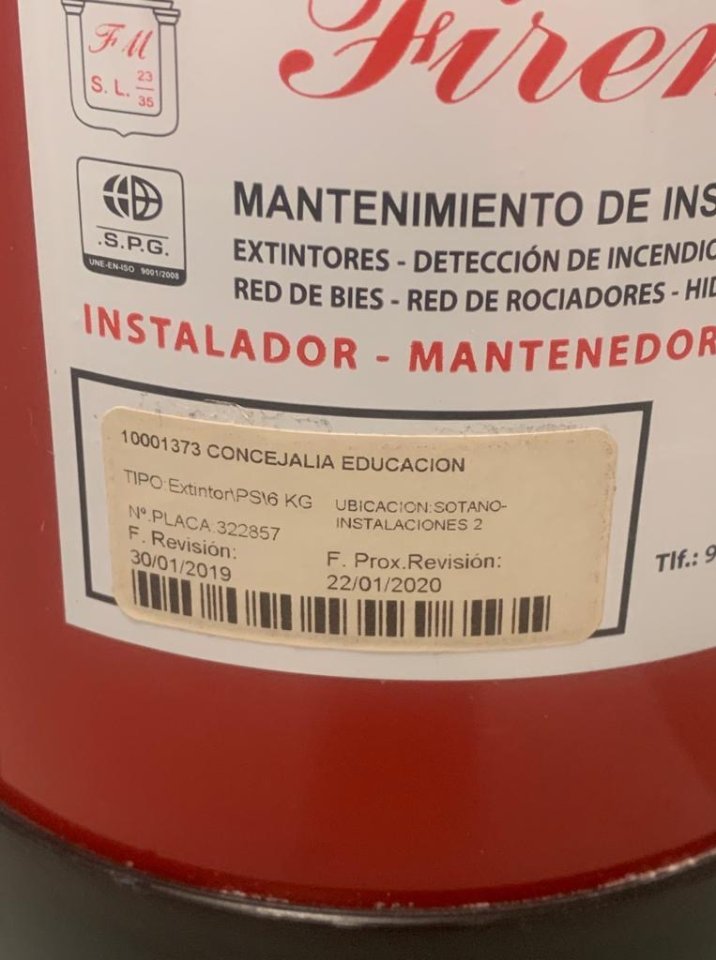 FM
S. L. 23
35
Firem
.S.P.G.
UNE-EN-ISO 9001/2008
MANTENIMIENTO DE INS
EXTINTORES - DETECCIÓN DE INCENDIO
RED DE BIES - RED DE ROCIADORES - HID
INSTALADOR - MANTENEDOR
10001373 CONCEJALIA EDUCACION
TIPO:Extintor\PS\6 KG
UBICACION:SOTANO-
INSTALACIONES 2
Nº.PLACA:322857
F. Revisión:
30/01/2019
F. Prox.Revisión:
22/01/2020
Tlf.: 9